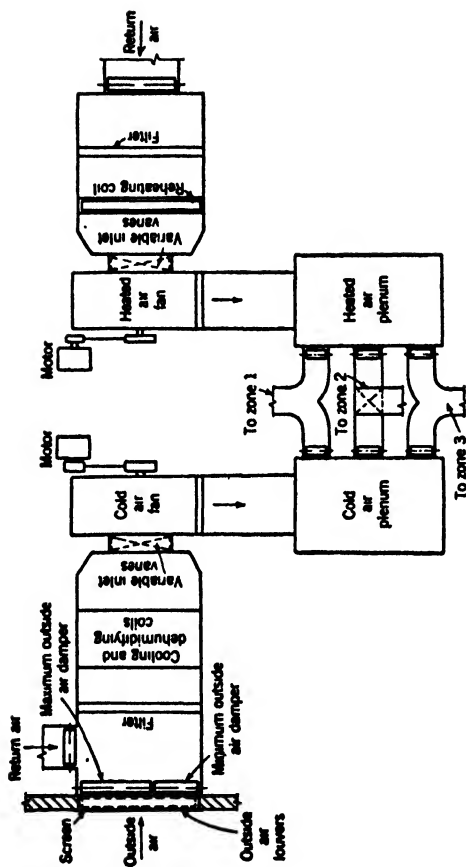 Return
air
Filter
Reheating coil
Variable inlet
vanes
Heated
air
fan
Motor
Heated air
plenum
To zone 1
To zone 2
To zone 3
Motor
Cold
air
fan
Cold
air
plenum
Variable inlet
vanes
Cooling and
dehumidifying
coils
Filter
Return air
Maximum outside
air damper
Minimum outside
air damper
Screen
Outside
air
Outside
air
louvers